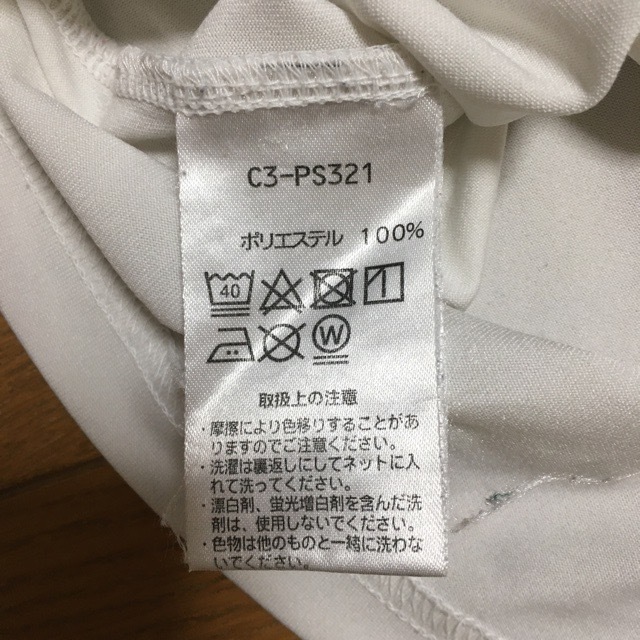 C3-PS321
ポリエステル 100%
40
W
取扱上の注意
・摩擦により色移りすることがあ
りますのでご注意ください。
・洗濯は裏返しにしてネットに入
れて洗ってください。
・漂白剤、蛍光増白剤を含んだ洗
剤は、使用しないでください。
・色物は他のものと一緒に洗わな
いでください。